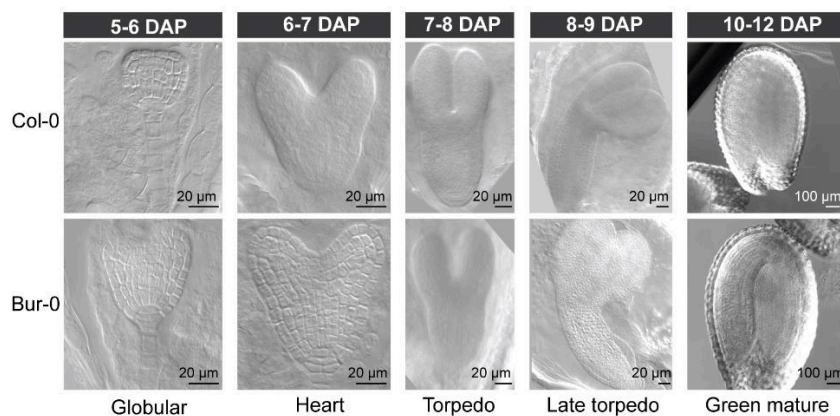 5-6 DAP 6-7 DAP 7-8 DAP 8-9 DAP 10-12 DAP
Col-0
20 µm 20 µm 20 µm 20 µm 100 µm
Bur-0
20 µm 20 µm 20 µm 20 µm 100 µm
Globular Heart Torpedo Late torpedo Green mature